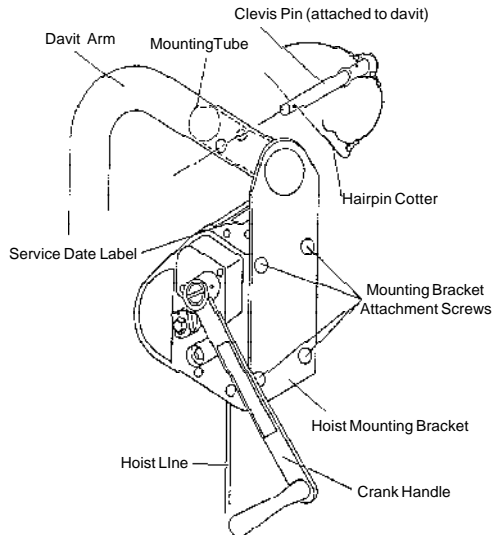 Clevis Pin (attached to davit)
Davit Arm
MountingTube
Hairpin Cotter
Service Date Label
Mounting Bracket
Attachment Screws
Hoist Mounting Bracket
Hoist LIne
Crank Handle